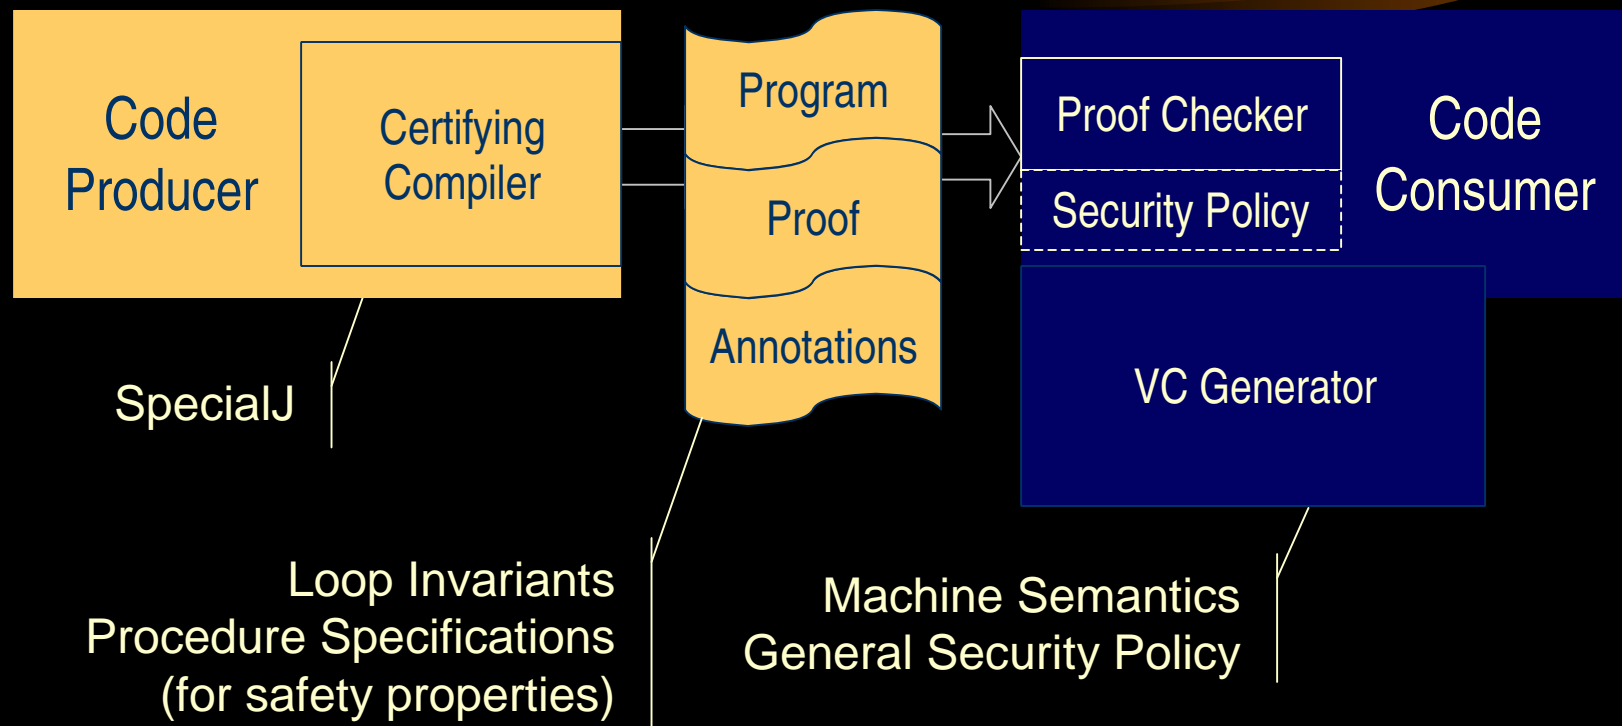 Code
Producer
Certifying
Compiler
Program
Proof
Annotations
Proof Checker
Security Policy
Code
Consumer
VC Generator
SpecialJ
Loop Invariants
Procedure Specifications
(for safety properties)
Machine Semantics
General Security Policy